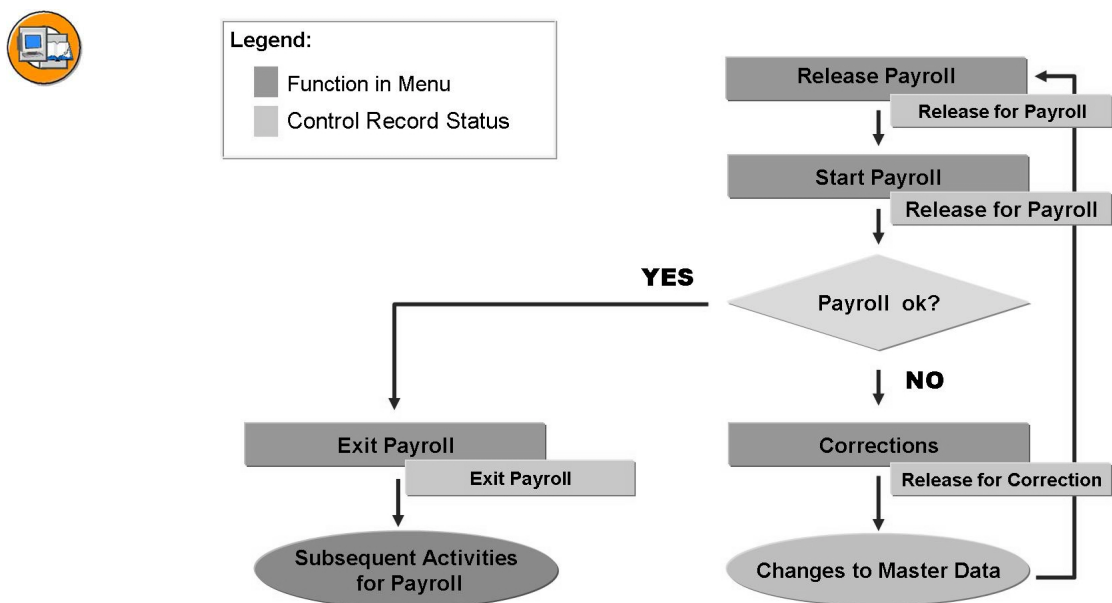 Legend:
Function in Menu
Control Record Status
Release Payroll
Release for Payroll
Start Payroll
Release for Payroll
Payroll ok?
YES
NO
Exit Payroll
Exit Payroll
Corrections
Release for Correction
Subsequent Activities
for Payroll
Changes to Master Data